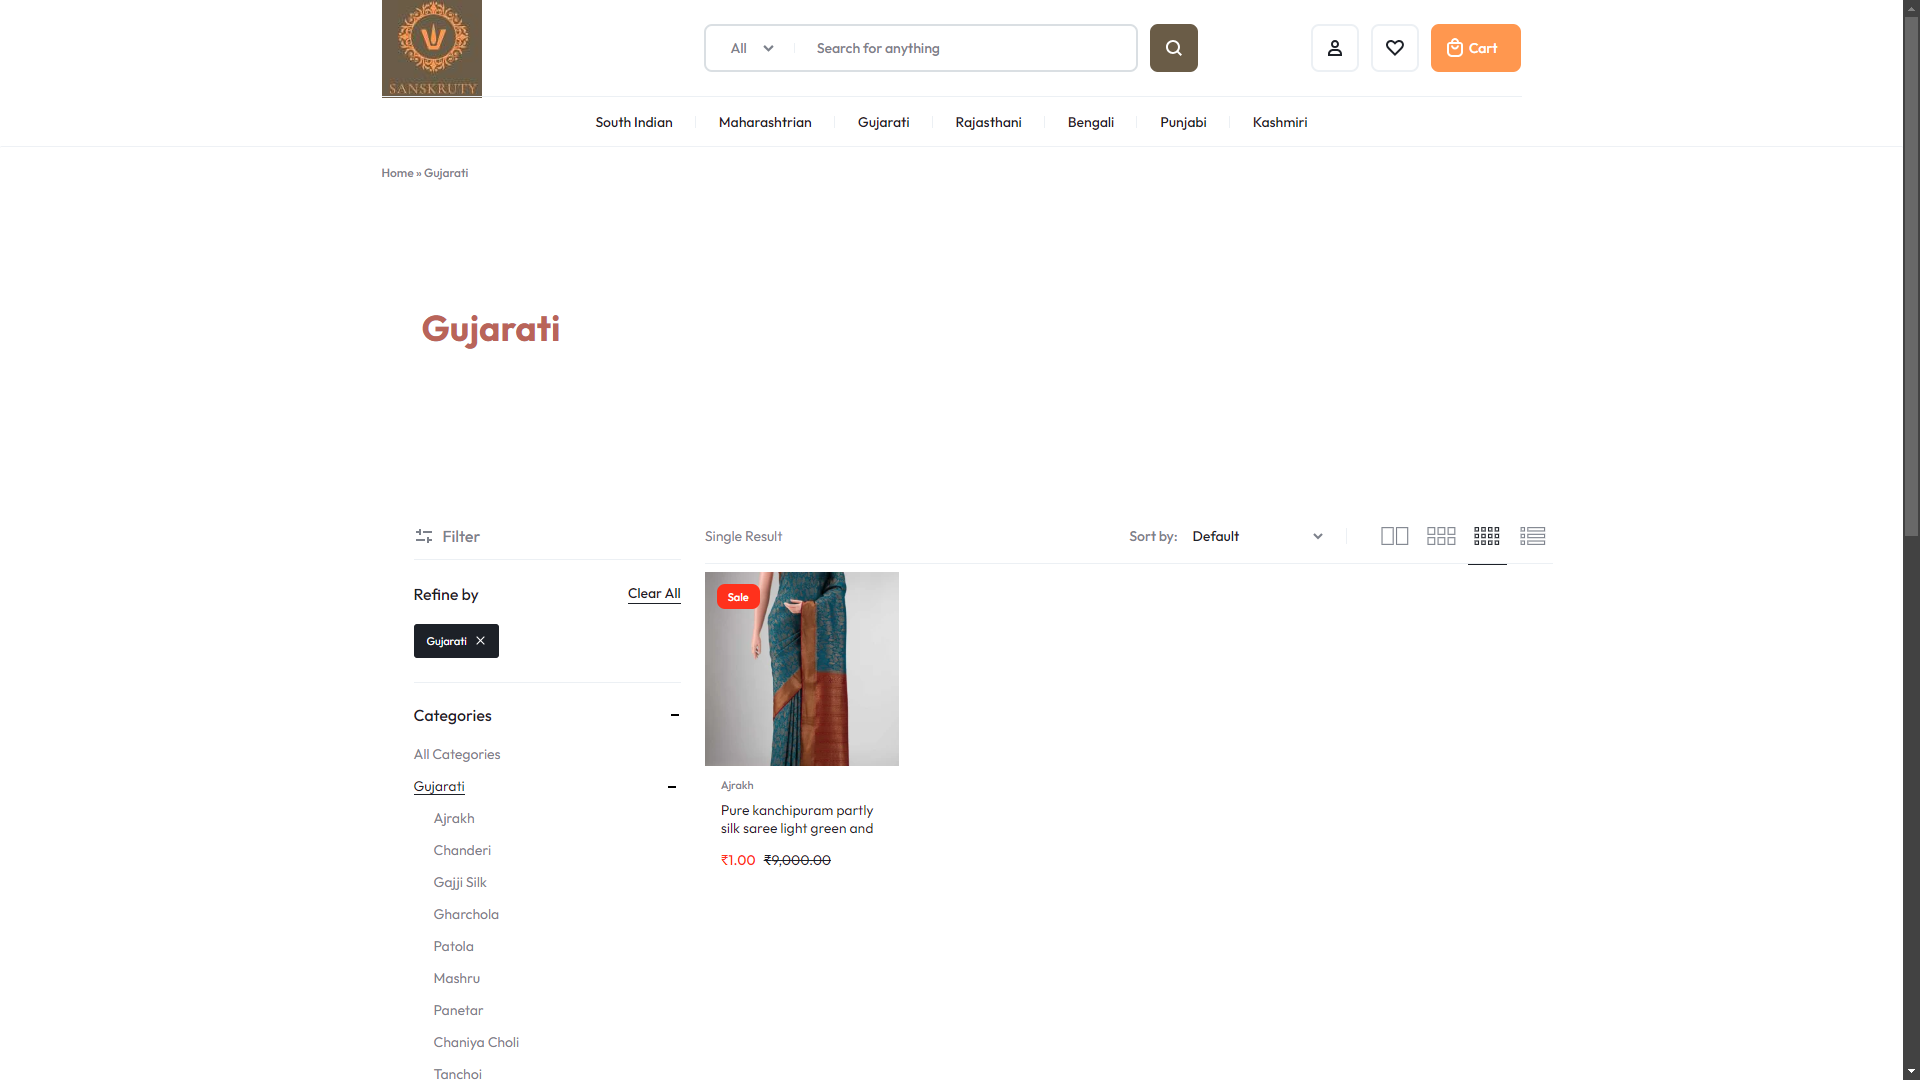 SANSKRUTY
All
Search for anything
Cart
South Indian
Maharashtrian
Gujarati
Rajasthani
Bengali
Punjabi
Kashmiri
Home » Gujarati
Gujarati
Filter
Single Result
Sort by:
Default
Refine by
Clear All
Gujarati
Categories
All Categories
Gujarati
Ajrakh
Chanderi
Gajji Silk
Gharchola
Patola
Mashru
Panetar
Chaniya Choli
Tanchoi
Sale
Ajrakh
Pure kanchipuram partly
silk saree light green and
₹1.00 ₹9,000.00